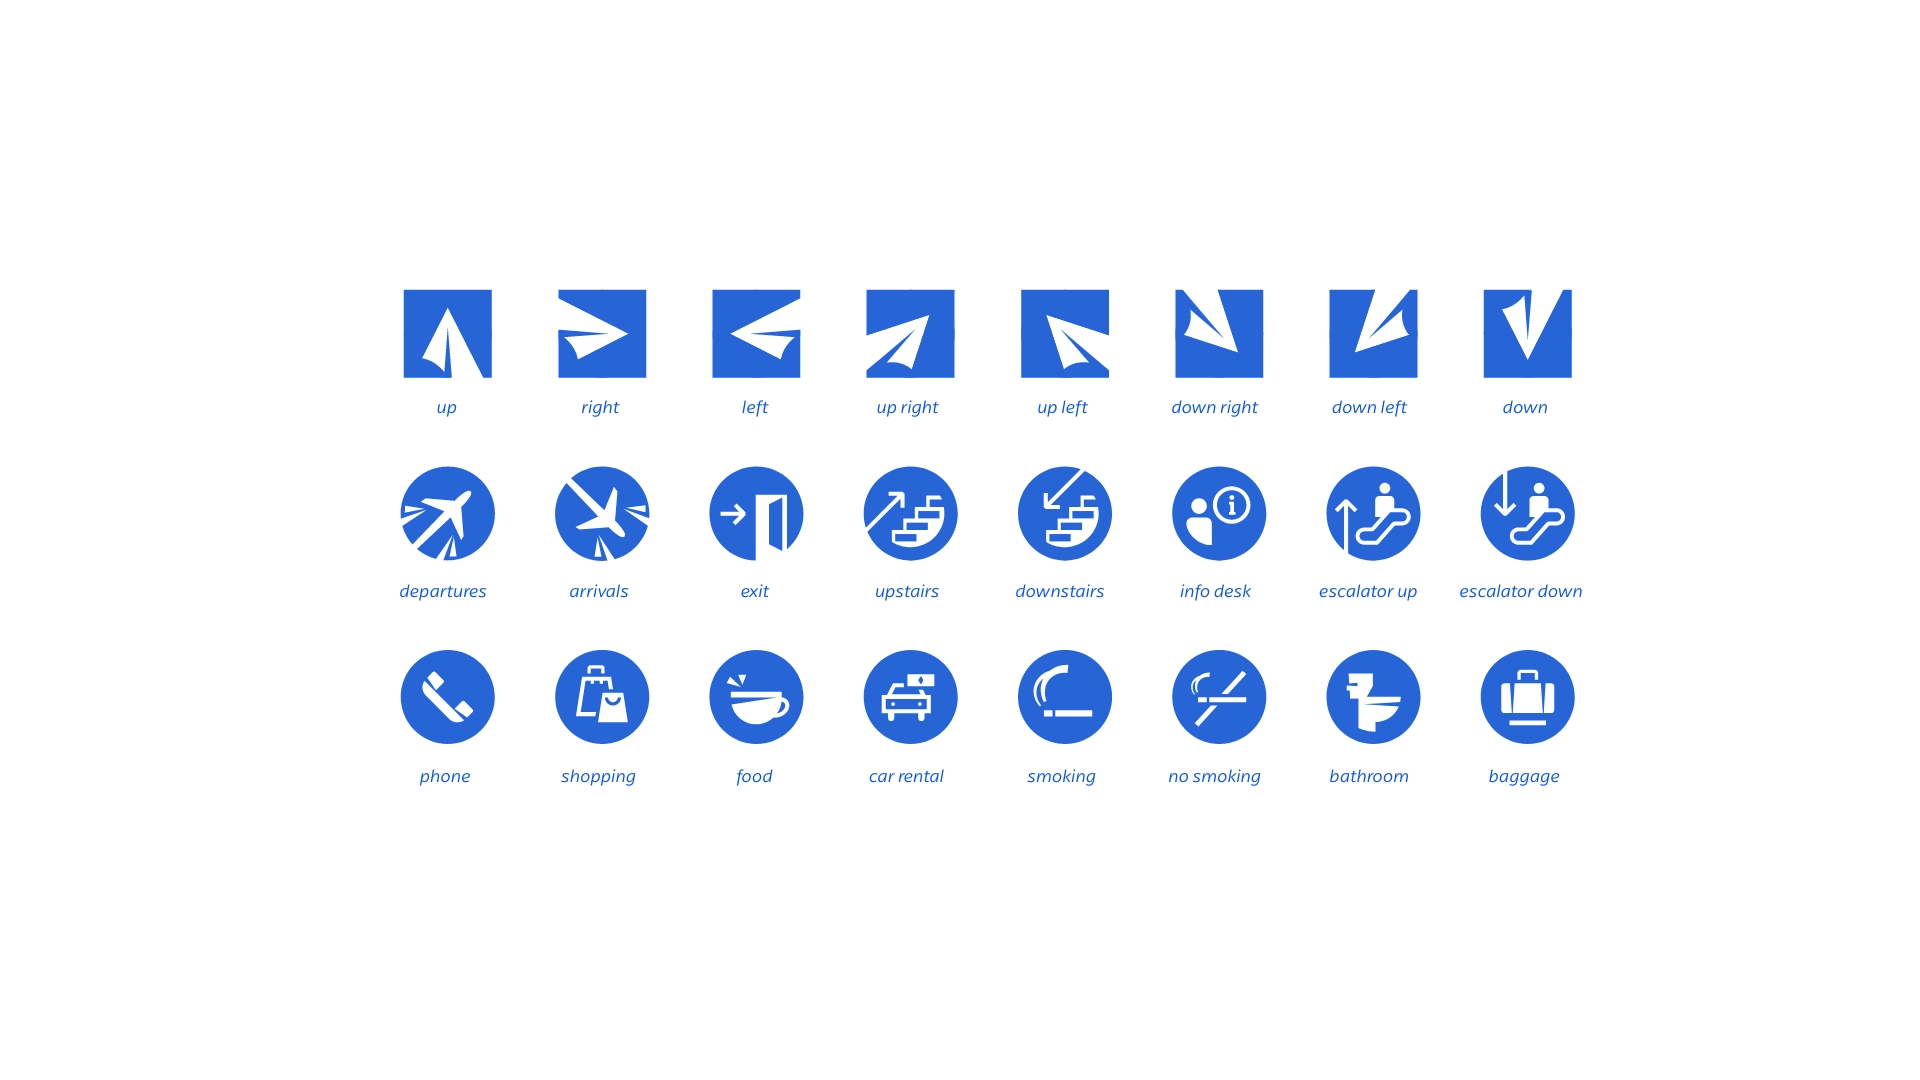 up right left up right up left down right down left down
departures arrivals exit upstairs downstairs info desk escalator up escalator down
phone shopping food car rental smoking no smoking bathroom baggage